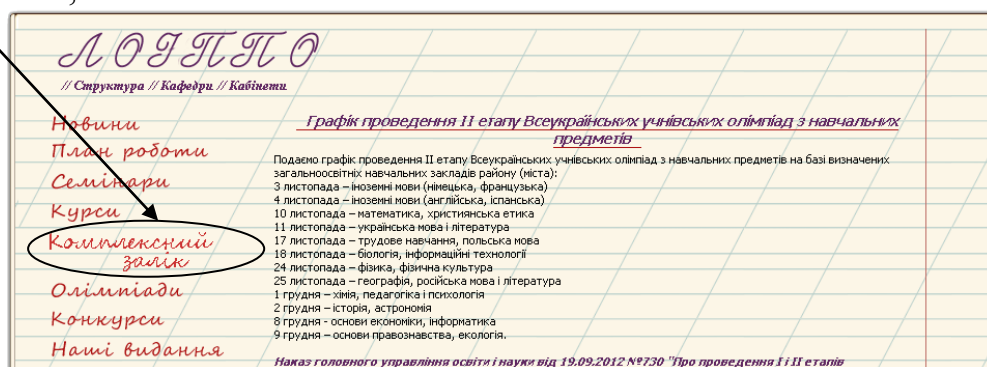 ЛОІППО
// Структура // Кафедри // Кабінети
Новини
План роботи
Семінари
Курси
Комплексний
залік
Олімпіади
Конкурси
Наші видання
Графік проведення ІІ етапу Всеукраїнських учнівських олімпіад з навчальних
предметів
Подаємо графік проведення ІІ етапу Всеукраїнських учнівських олімпіад з навчальних предметів на базі визначених
загальноосвітніх навчальних закладів району (міста):
3 листопада – іноземні мови (німецька, французька)
4 листопада – іноземні мови (англійська, іспанська)
10 листопада – математика, християнська етика
11 листопада – українська мова і література
17 листопада – трудове навчання, польська мова
18 листопада – біологія, інформаційні технології
24 листопада – фізика, фізична культура
25 листопада – географія, російська мова і література
1 грудня – хімія, педагогіка і психологія
2 грудня – історія, астрономія
8 грудня - основи економіки, інформатика
9 грудня – основи правознавства, екологія.
Наказ головного управління освіти і науки від 19.09.2012 №730 "Про проведення І і ІІ етапів